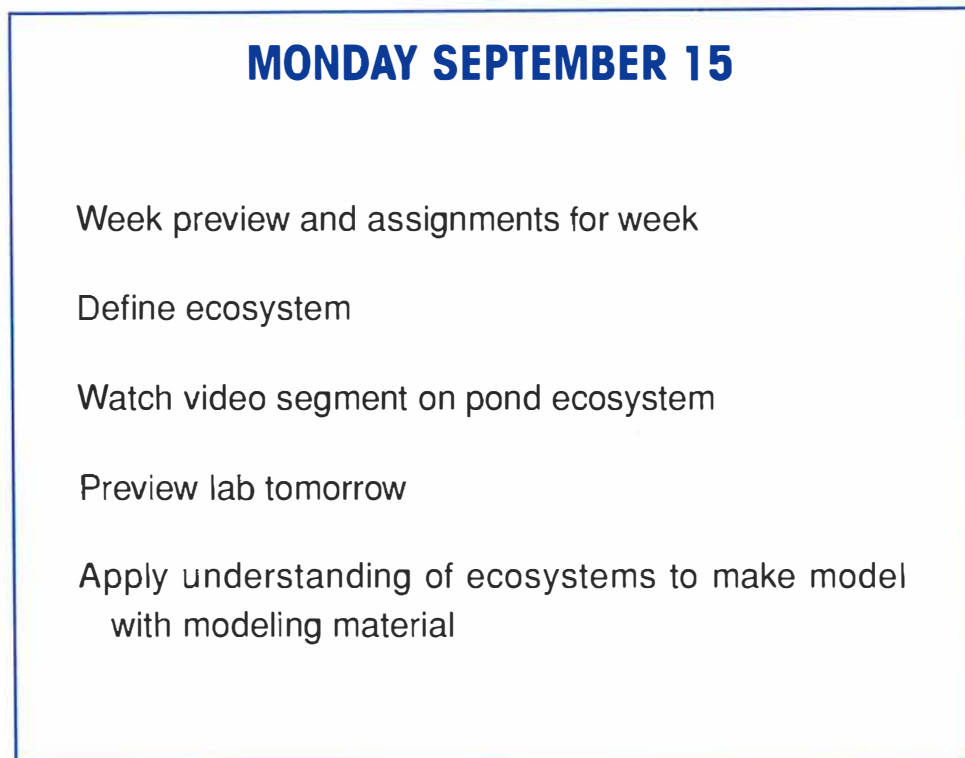 MONDAY SEPTEMBER 15
Week preview and assignments for week
Define ecosystem
Watch video segment on pond ecosystem
Preview lab tomorrow
Apply understanding of ecosystems to make model
with modeling material